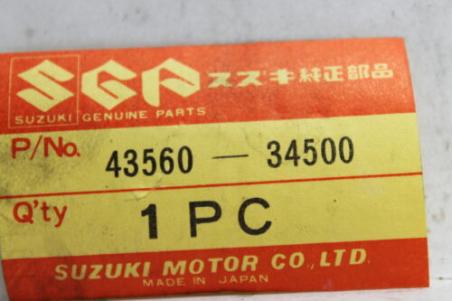 SGP スズキ純正部品
SUZUKI GENUINE PARTS
P/No. 43560 — 34500
Q'ty 1 PC
SUZUKI MOTOR CO., LTD.
MADE IN JAPAN